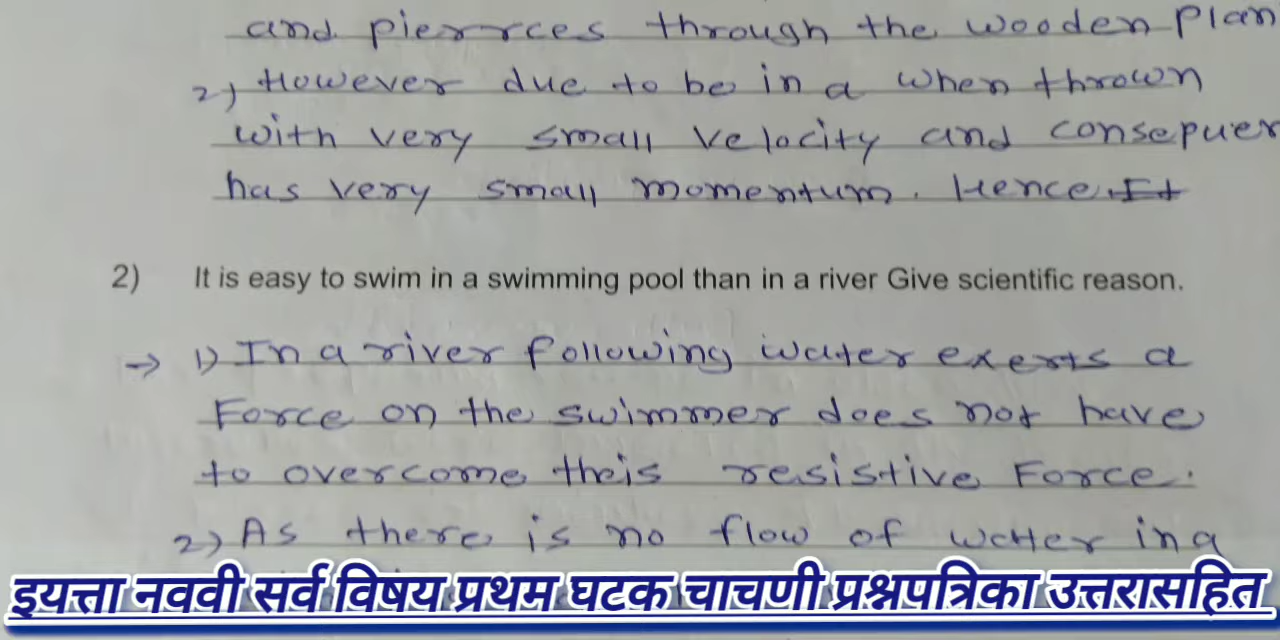 and pierrces through the wooden plan
2) However due to be in a when thrown
with very small velocity and consepuer
has very small momentum. Hence It
2) It is easy to swim in a swimming pool than in a river Give scientific reason.
→ 1) In a river following water exerts a
Force on the swimmer does not have
to overcome theis resistive Force.
2) As there is no flow of water in a
इयत्ता नववी सर्व विषय प्रथम घटक चाचणी प्रश्नपत्रिका उत्तरासहित